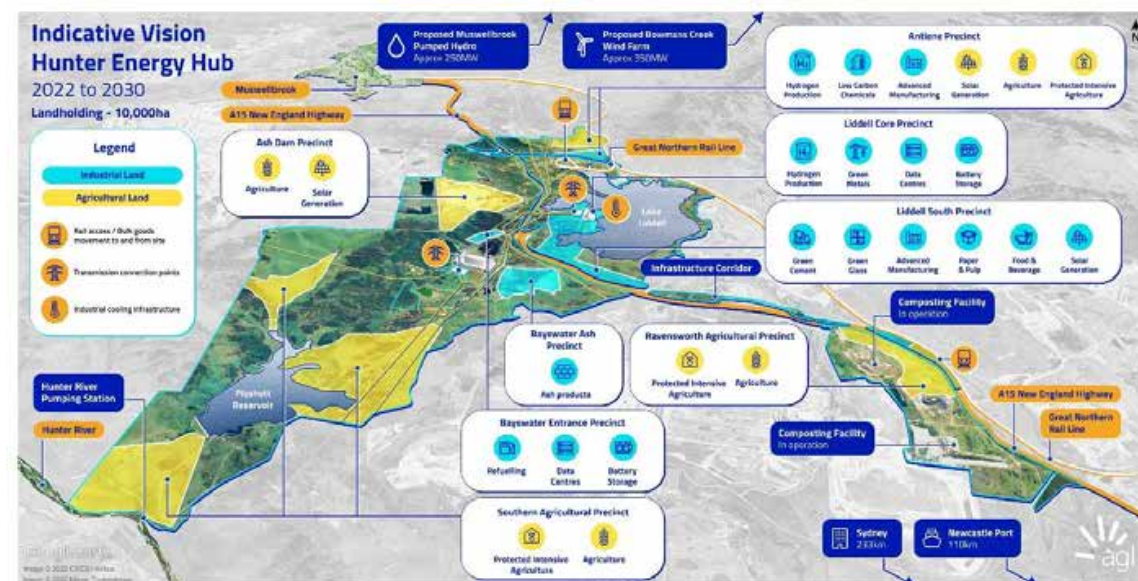 Indicative Vision
Hunter Energy Hub
2022 to 2030
Landholding - 10,000ha
Legend
Industrial Land
Agricultural Land
Rail access / Bulk goods
movement to and from site
Transmission connection points
Industrial cooling infrastructure
Proposed Muswellbrook
Pumped Hydro
Approx 250MW
Proposed Bowmans Creek
Wind Farm
Approx 350MW
N
Muswellbrook
A15 New England Highway
Great Northern Rail Line
Antiene Precinct
Hydrogen
Production
Low Carbon
Chemicals
Advanced
Manufacturing
Solar
Generation
Agriculture
Protected Intensive
Agriculture
Ash Dam Precinct
Agriculture
Solar
Generation
Liddell Core Precinct
Hydrogen
Production
Green
Metals
Data
Centres
Battery
Storage
Lake
Liddell
Liddell South Precinct
Green
Cement
Green
Glass
Advanced
Manufacturing
Paper
& Pulp
Food &
Beverage
Solar
Generation
Infrastructure Corridor
Composting Facility
In operation
Bayswater Ash
Precinct
Ash products
Ravensworth Agricultural Precinct
Protected Intensive
Agriculture
Agriculture
Hunter River
Pumping Station
Hunter River
Plashett
Reservoir
Bayswater Entrance Precinct
Refuelling
Data
Centres
Battery
Storage
Composting Facility
In operation
A15 New England Highway
Great Northern
Rail Line
Southern Agricultural Precinct
Protected Intensive
Agriculture
Agriculture
Sydney
233km
Newcastle Port
110km
agl